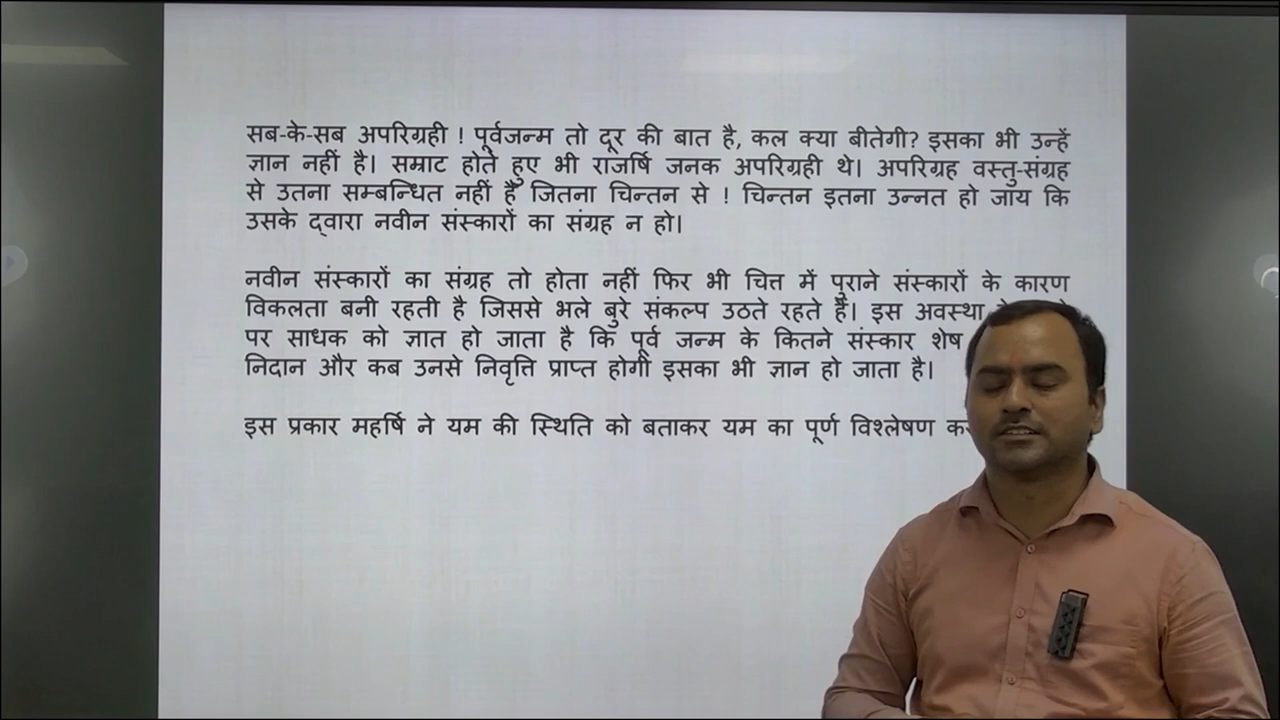 सब-के-सब अपरिग्रही ! पूर्वजन्म तो दूर की बात है, कल क्या बीतेगी? इसका भी उन्हें
ज्ञान नहीं है। सम्राट होते हुए भी राजर्षि जनक अपरिग्रही थे। अपरिग्रह वस्तु-संग्रह
से उतना सम्बन्धित नहीं है जितना चिन्तन से ! चिन्तन इतना उन्नत हो जाय कि
उसके द्वारा नवीन संस्कारों का संग्रह न हो।
नवीन संस्कारों का संग्रह तो होता नहीं फिर भी चित्त में पुराने संस्कारों के कारण
विकलता बनी रहती है जिससे भले बुरे संकल्प उठते रहते हैं। इस अवस्था
पर साधक को ज्ञात हो जाता है कि पूर्व जन्म के कितने संस्कार शेष
निदान और कब उनसे निवृत्ति प्राप्त होगी इसका भी ज्ञान हो जाता है।
इस प्रकार महर्षि ने यम की स्थिति को बताकर यम का पूर्ण विश्लेषण